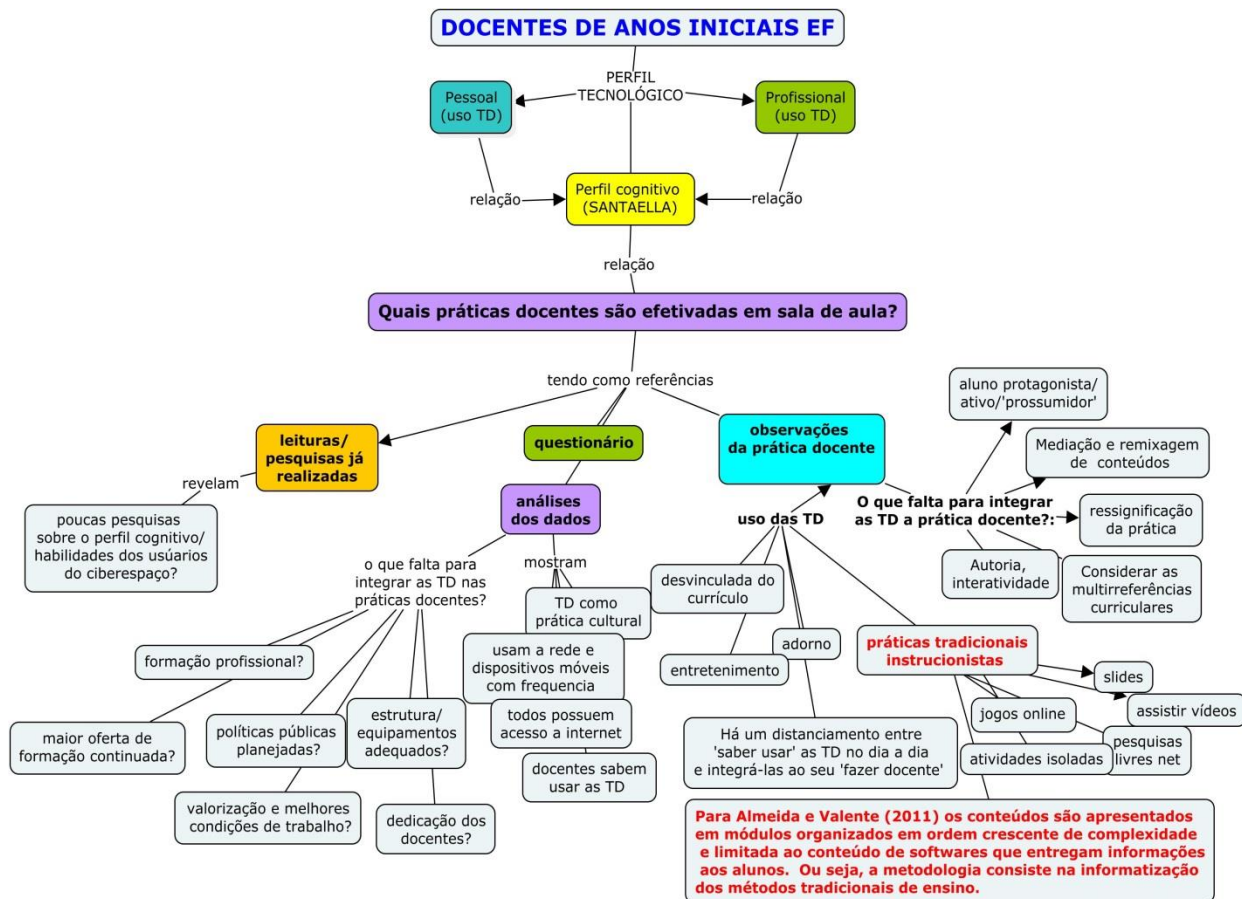 DOCENTES DE ANOS INICIAIS EF
PERFIL
TECNOLÓGICO
Pessoal
(uso TD)
Profissional
(uso TD)
relação
Perfil cognitivo
(SANTAELLA)
relação
relação
Quais práticas docentes são efetivadas em sala de aula?
tendo como referências
leituras/
pesquisas já
realizadas
revelam
poucas pesquisas
sobre o perfil cognitivo/
habilidades dos usúarios
do ciberespaço?
questionário
análises
dos dados
o que falta para
integrar as TD nas
práticas docentes?
formação profissional?
maior oferta de
formação continuada?
políticas públicas
planejadas?
valorização e melhores
condições de trabalho?
estrutura/
equipamentos
adequados?
dedicação dos
docentes?
mostram
TD como
prática cultural
usam a rede e
dispositivos móveis
com frequencia
todos possuem
acesso a internet
docentes sabem
usar as TD
observações
da prática docente
uso das TD
desvinculada do
currículo
entretenimento
adorno
Há um distanciamento entre
'saber usar' as TD no dia a dia
e integrá-las ao seu 'fazer docente'
práticas tradicionais
instrucionistas
slides
assistir vídeos
jogos online
pesquisas
livres net
atividades isoladas
Para Almeida e Valente (2011) os conteúdos são apresentados
em módulos organizados em ordem crescente de complexidade
e limitada ao conteúdo de softwares que entregam informações
aos alunos. Ou seja, a metodologia consiste na informatização
dos métodos tradicionais de ensino.
O que falta para integrar
as TD a prática docente?:
aluno protagonista/
ativo/'prossumidor'
Mediação e remixagem
de conteúdos
ressignificação
da prática
Autoria,
interatividade
Considerar as
multirreferências
curriculares